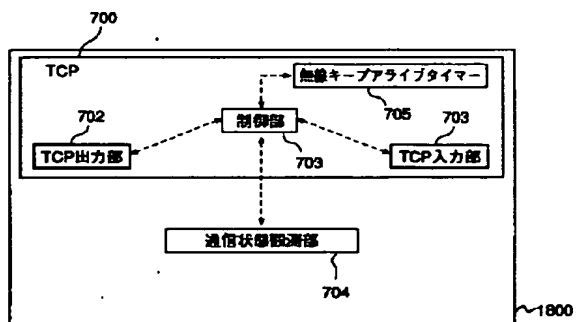 700
TCP
無線キープアライブタイマー
705
702
制御部
703
703
TCP出力部
TCP入力部
通信状態観測部
704
1800